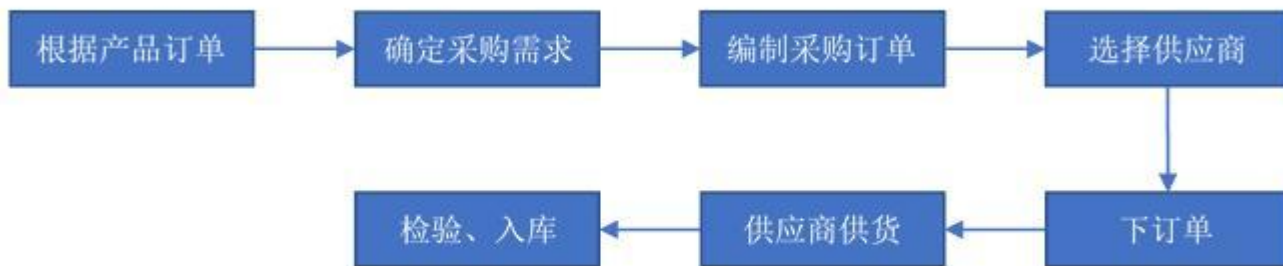 根据产品订单
确定采购需求
编制采购订单
选择供应商
下订单
供应商供货
检验、入库